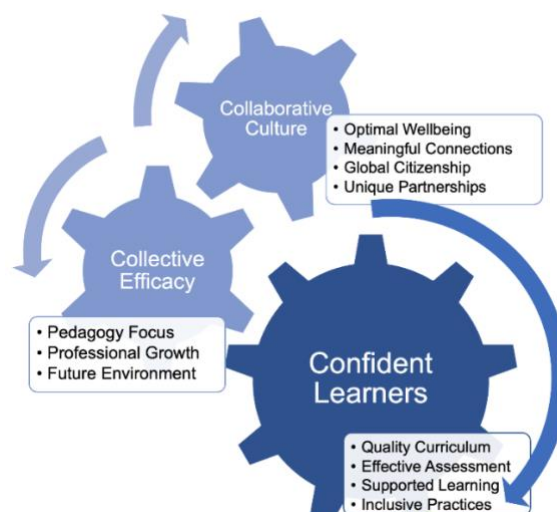 Collaborative
Culture
• Optimal Wellbeing
• Meaningful Connections
• Global Citizenship
• Unique Partnerships
Collective
Efficacy
• Pedagogy Focus
• Professional Growth
• Future Environment
Confident
Learners
• Quality Curriculum
• Effective Assessment
• Supported Learning
• Inclusive Practices